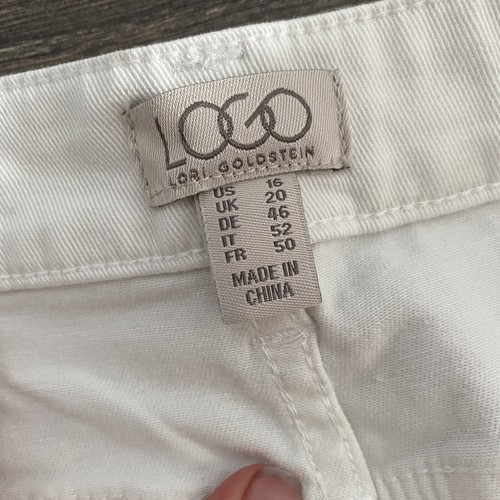 LOGO
LORI GOLDSTEIN
US 16
UK 20
DE 46
IT 52
FR 50
MADE IN
CHINA